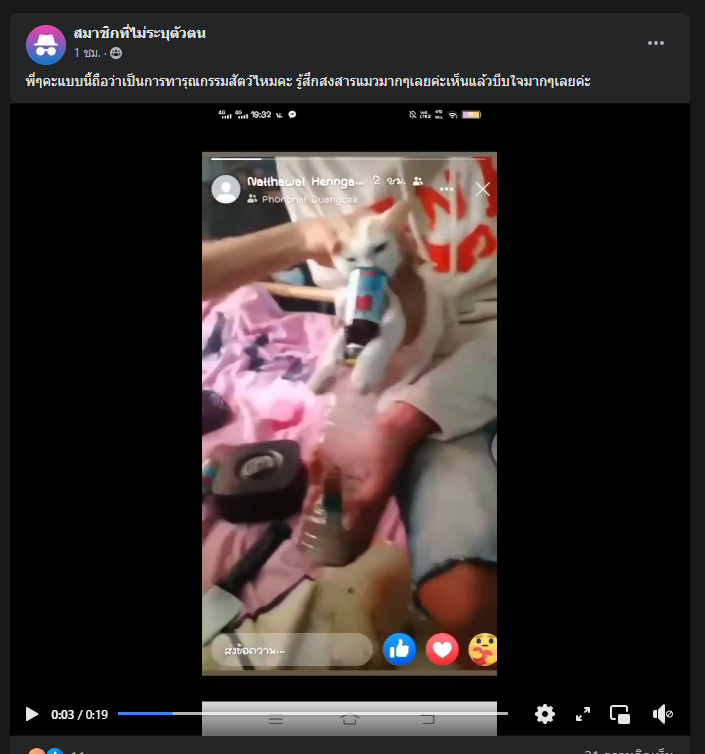 สมาชิกที่ไม่ระบุตัวตน
1 ชม. ·
พี่ๆคะแบบนี้ถือว่าเป็นการทารุณกรรมสัตว์ไหมคะ รู้สึกสงสารแมวมากๆเลยค่ะเห็นแล้วบีบใจมากๆเลยค่ะ
4G 4G 19:32 น.
Natthawat Hennga... 2 ชม.
Phonphai Duangdee
ส่งข้อความ...
0:03 / 0:19